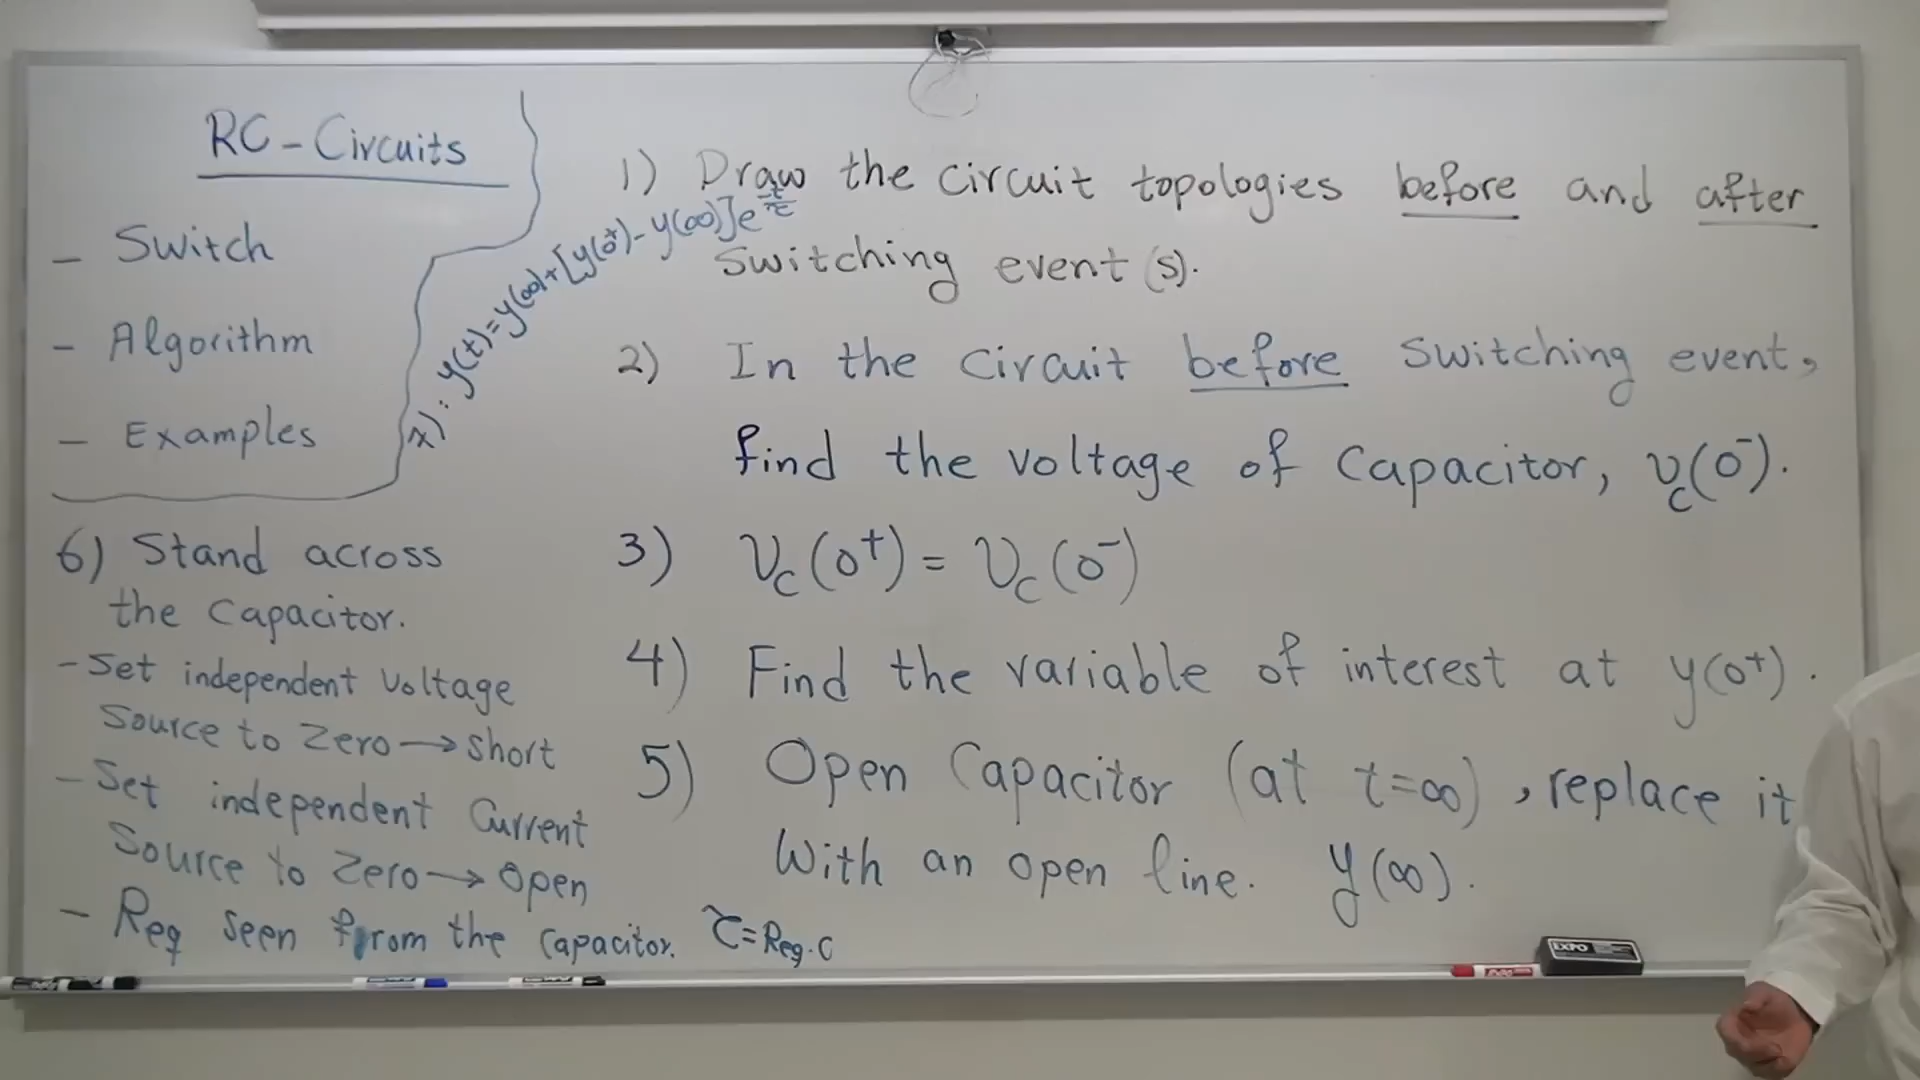 RC-Circuits
- Switch
- Algorithm
- Examples
1) Draw the circuit topologies before and after
switching event(s).
2) In the circuit before switching event,
find the voltage of capacitor, v_c(0⁻).
3) v_c(0⁺) = v_c(0⁻)
4) Find the variable of interest at y(0⁺).
5) Open Capacitor (at t=∞), replace it
With an open line. y(∞).
6) Stand across
the capacitor.
- Set independent Voltage
Source to Zero → short
- Set independent Current
Source to Zero → open
- Req seen from the capacitor. τ=Req.C
7): y(t)=y(∞)+[y(0⁺)-y(∞)]e^(-t/τ)
EXPO